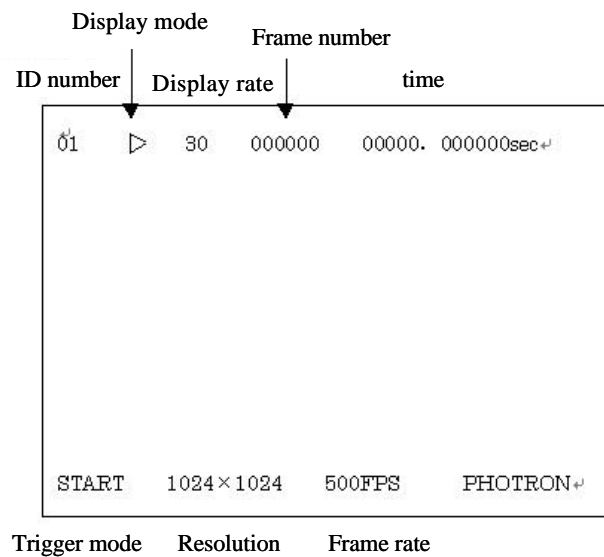 Display mode
Frame number
ID number Display rate time
01 ▷ 30 000000 00000. 000000sec↵
START 1024×1024 500FPS PHOTRON↵
Trigger mode Resolution Frame rate